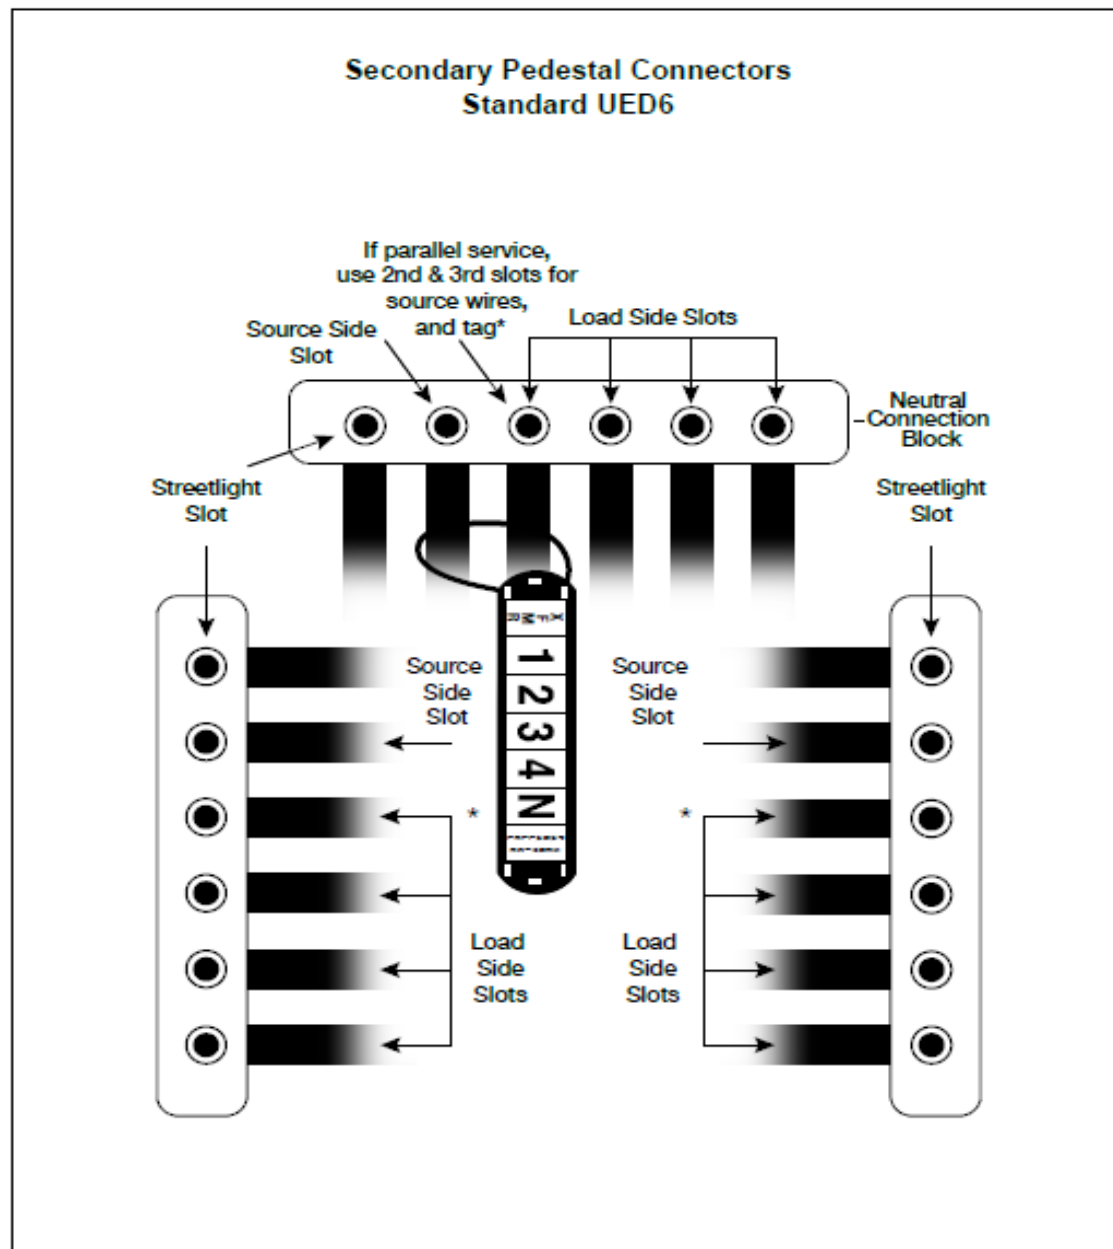 Secondary Pedestal Connectors
Standard UED6
If parallel service,
use 2nd & 3rd slots for
source wires,
and tag*
Source Side
Slot
Load Side Slots
Neutral
Connection
Block
Streetlight
Slot
Streetlight
Slot
XFMR
1
2
3
4
N
Source
Side
Slot
Source
Side
Slot
*
*
Load
Side
Slots
Load
Side
Slots